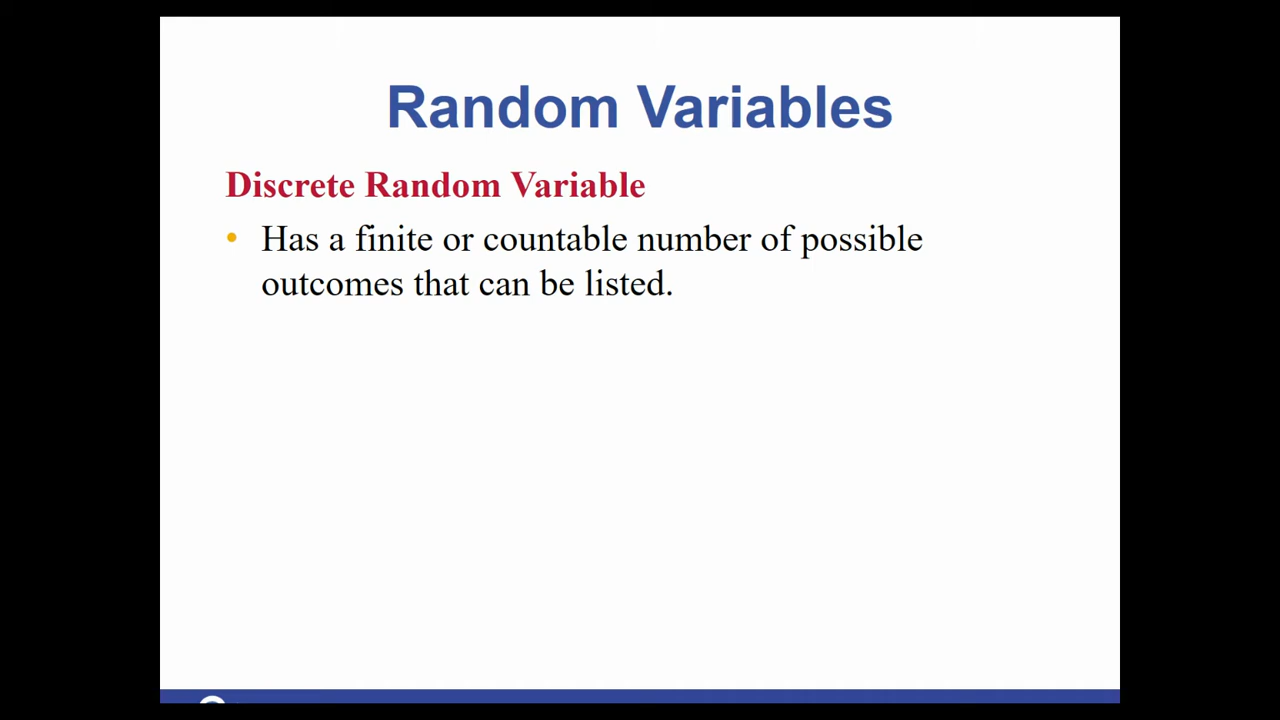 Random Variables
Discrete Random Variable
• Has a finite or countable number of possible
outcomes that can be listed.